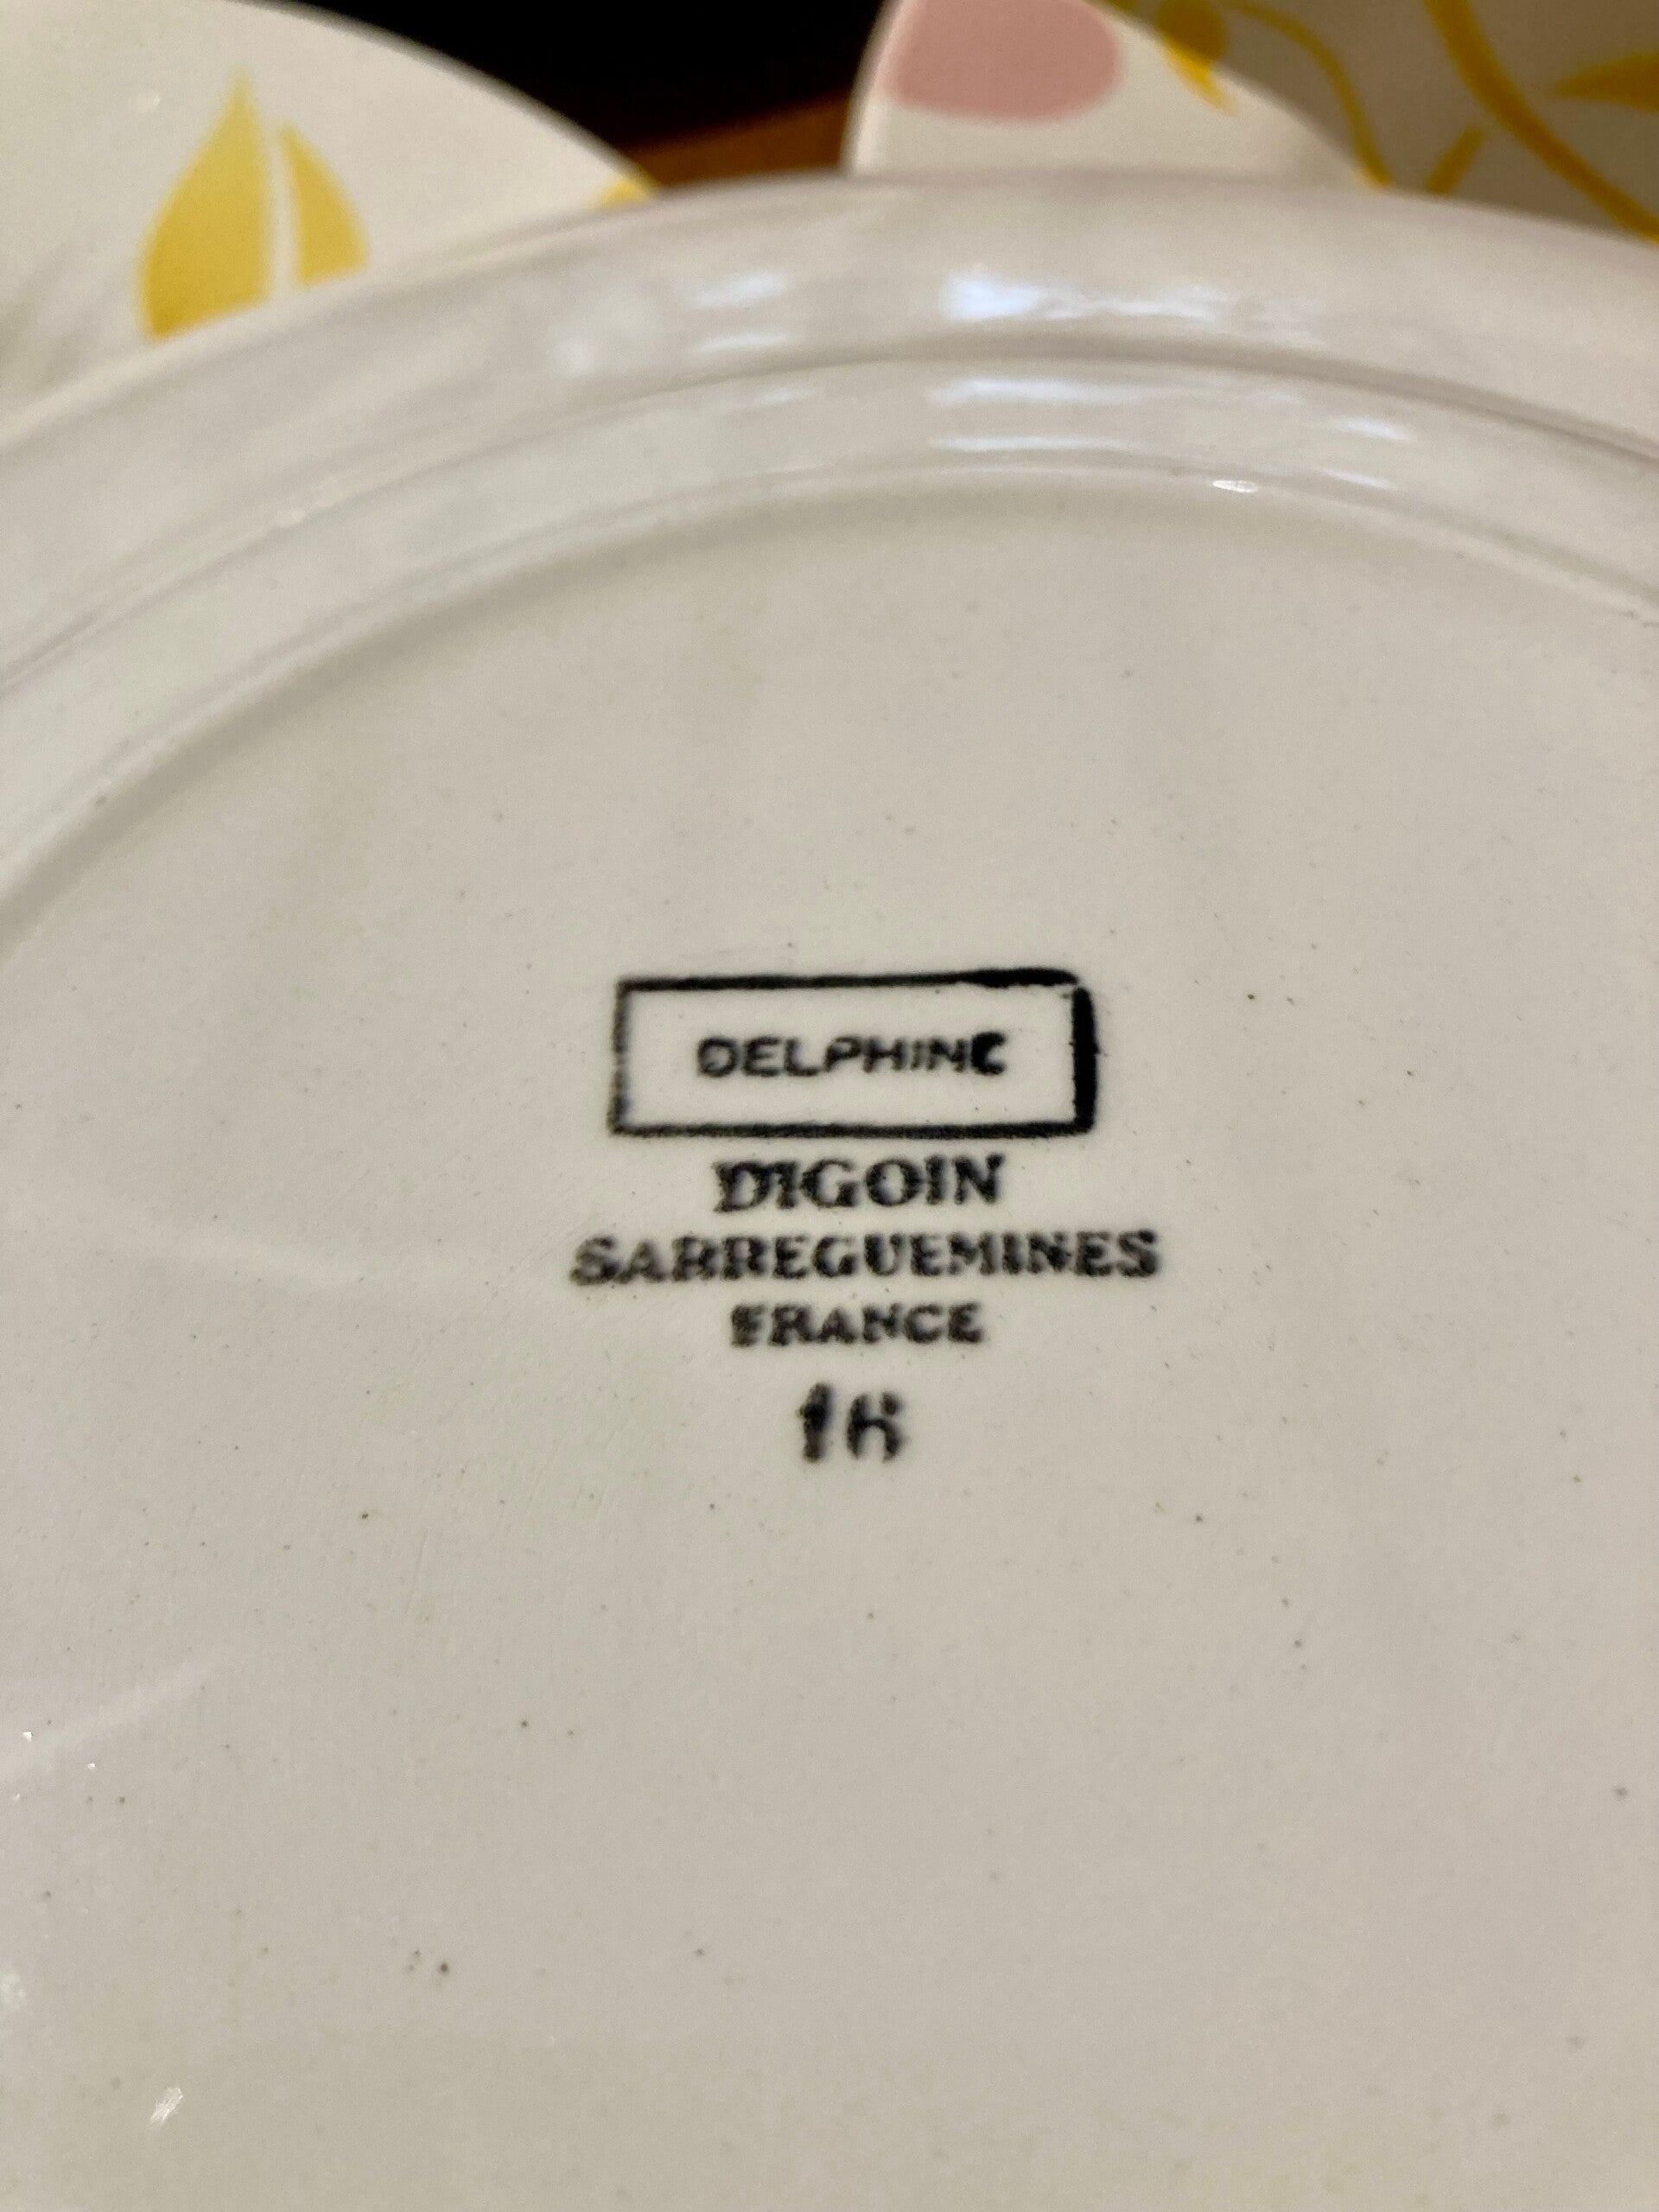 DELPHINE
DIGOIN
SARREGUEMINES
FRANCE
16